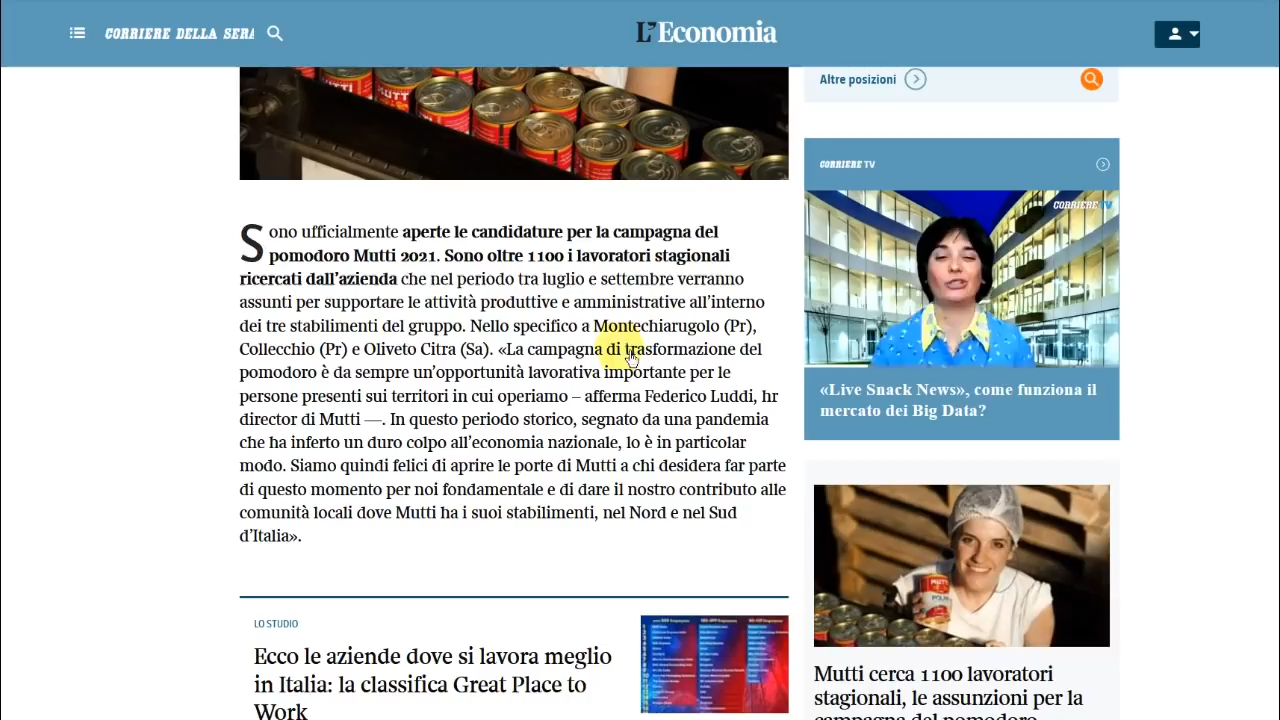 CORRIERE DELLA SERA
L'Economia
Altre posizioni
CORRIERE TV
CORRIERE TV
«Live Snack News», come funziona il
mercato dei Big Data?
Sono ufficialmente aperte le candidature per la campagna del
pomodoro Mutti 2021. Sono oltre 1100 i lavoratori stagionali
ricercati dall’azienda che nel periodo tra luglio e settembre verranno
assunti per supportare le attività produttive e amministrative all’interno
dei tre stabilimenti del gruppo. Nello specifico a Montechiarugolo (Pr),
Collecchio (Pr) e Oliveto Citra (Sa). «La campagna di trasformazione del
pomodoro è da sempre un’opportunità lavorativa importante per le
persone presenti sui territori in cui operiamo – afferma Federico Luddi, hr
director di Mutti —. In questo periodo storico, segnato da una pandemia
che ha inferto un duro colpo all’economia nazionale, lo è in particolar
modo. Siamo quindi felici di aprire le porte di Mutti a chi desidera far parte
di questo momento per noi fondamentale e di dare il nostro contributo alle
comunità locali dove Mutti ha i suoi stabilimenti, nel Nord e nel Sud
d’Italia».
LO STUDIO
Ecco le azienda dove si lavora meglio
in Italia: la classifica Great Place to
Work
MUTTI
Mutti cerca 1100 lavoratori
stagionali, le assunzioni per la
campagna del pomodoro